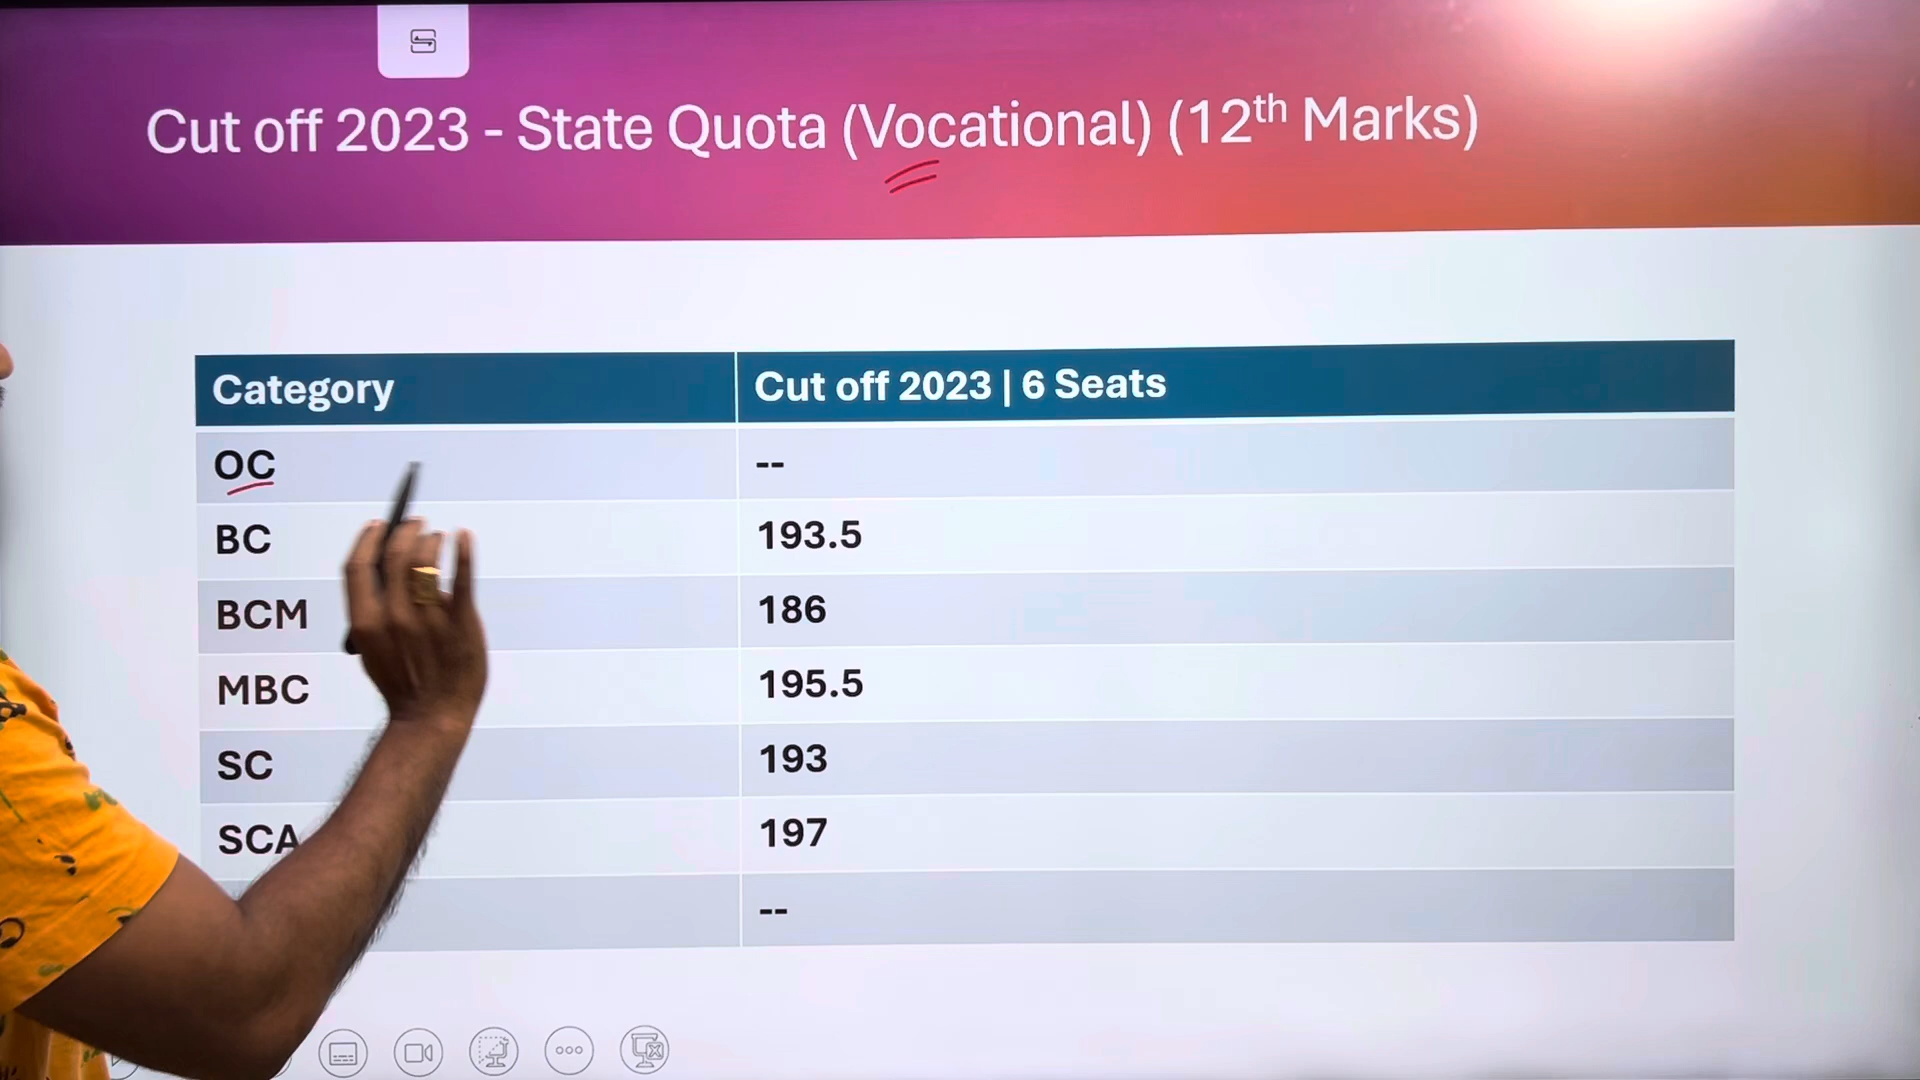 Cut off 2023 - State Quota (Vocational) (12th Marks)
Category | Cut off 2023 | 6 Seats
OC --
BC 193.5
BCM 186
MBC 195.5
SC 193
SCA 197
--